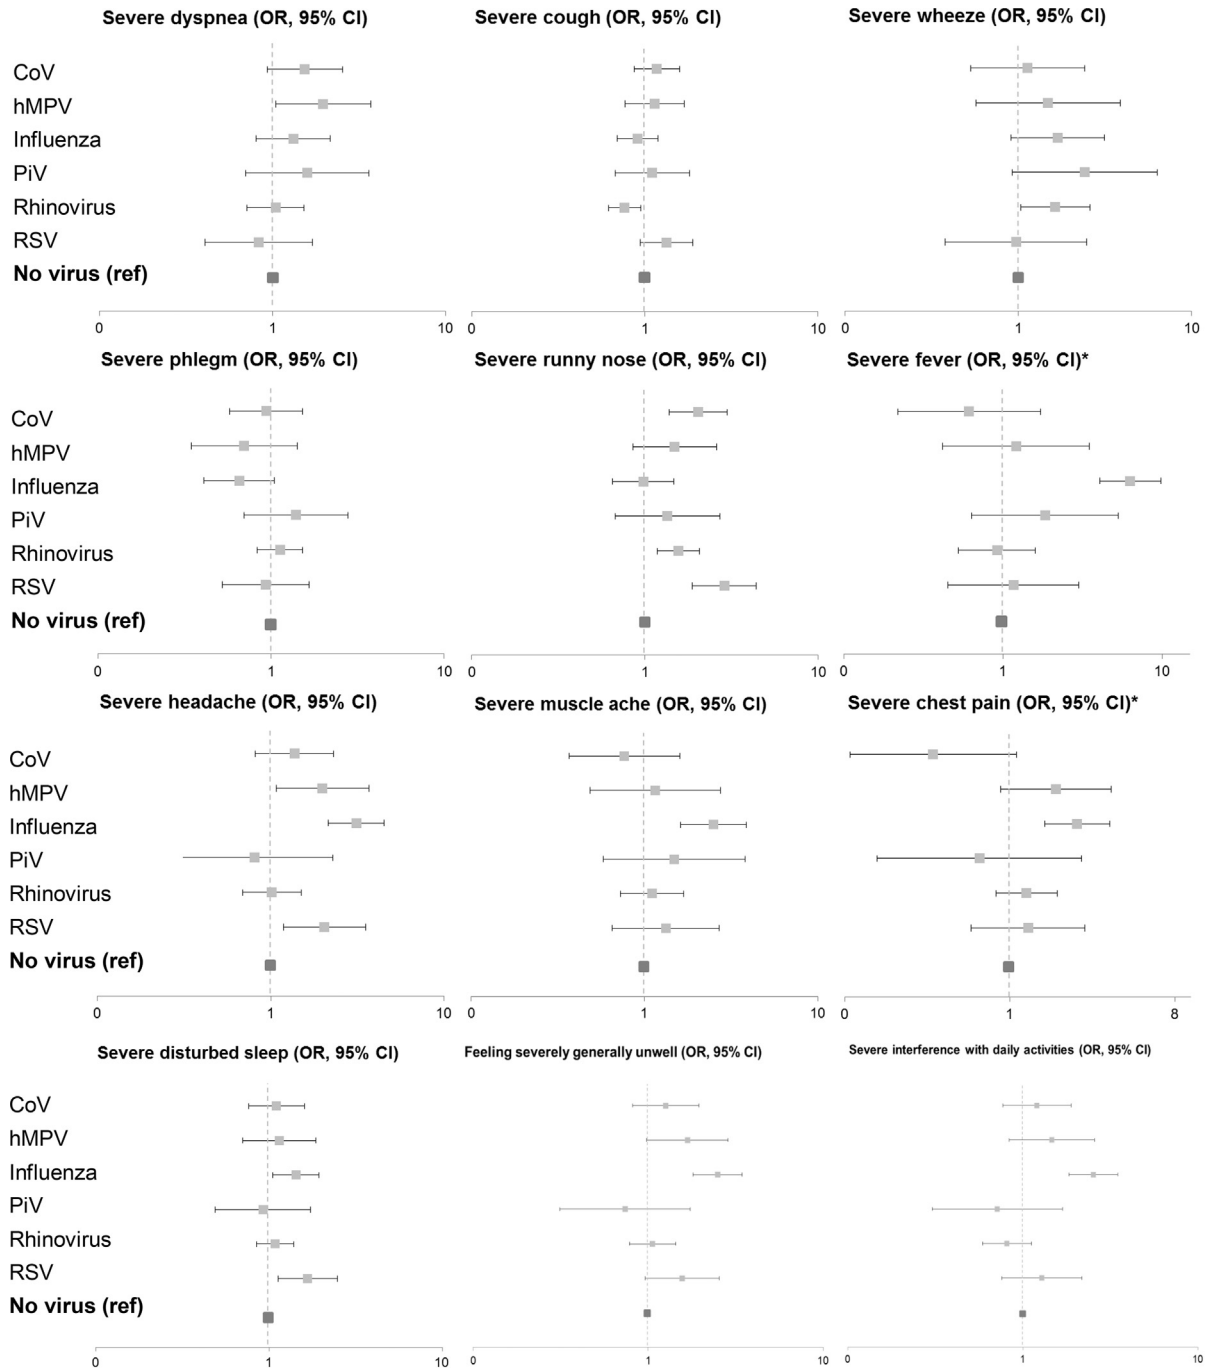 Severe dyspnea (OR, 95% CI)
Severe cough (OR, 95% CI)
Severe wheeze (OR, 95% CI)
CoV
hMPV
Influenza
PiV
Rhinovirus
RSV
No virus (ref)
0 1 10
0 1 10
0 1 10
Severe phlegm (OR, 95% CI)
Severe runny nose (OR, 95% CI)
Severe fever (OR, 95% CI)*
CoV
hMPV
Influenza
PiV
Rhinovirus
RSV
No virus (ref)
0 1 10
0 1 10
0 1 10
Severe headache (OR, 95% CI)
Severe muscle ache (OR, 95% CI)
Severe chest pain (OR, 95% CI)*
CoV
hMPV
Influenza
PiV
Rhinovirus
RSV
No virus (ref)
0 1 10
0 1 10
0 1 8
Severe disturbed sleep (OR, 95% CI)
Feeling severely generally unwell (OR, 95% CI)
Severe interference with daily activities (OR, 95% CI)
CoV
hMPV
Influenza
PiV
Rhinovirus
RSV
No virus (ref)
0 1 10
0 1 10
0 1 10